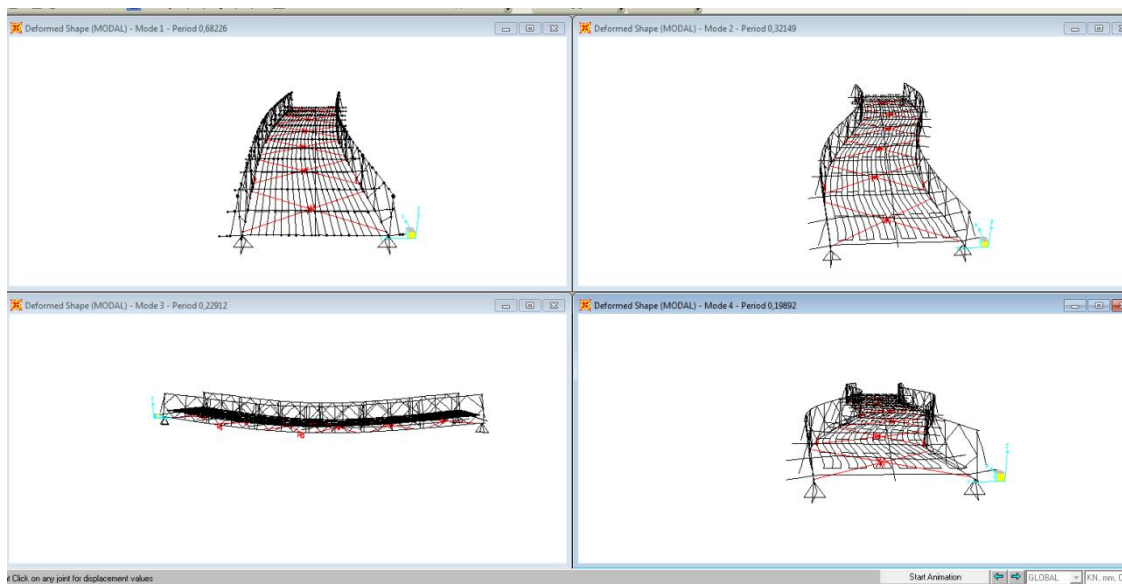 Deformed Shape (MODAL) - Mode 1 - Period 0,68226
Deformed Shape (MODAL) - Mode 2 - Period 0,32149
Deformed Shape (MODAL) - Mode 3 - Period 0,22912
Deformed Shape (MODAL) - Mode 4 - Period 0,19892
t Click on any joint for displacement values
Start Animation
GLOBAL
KN, mm, C